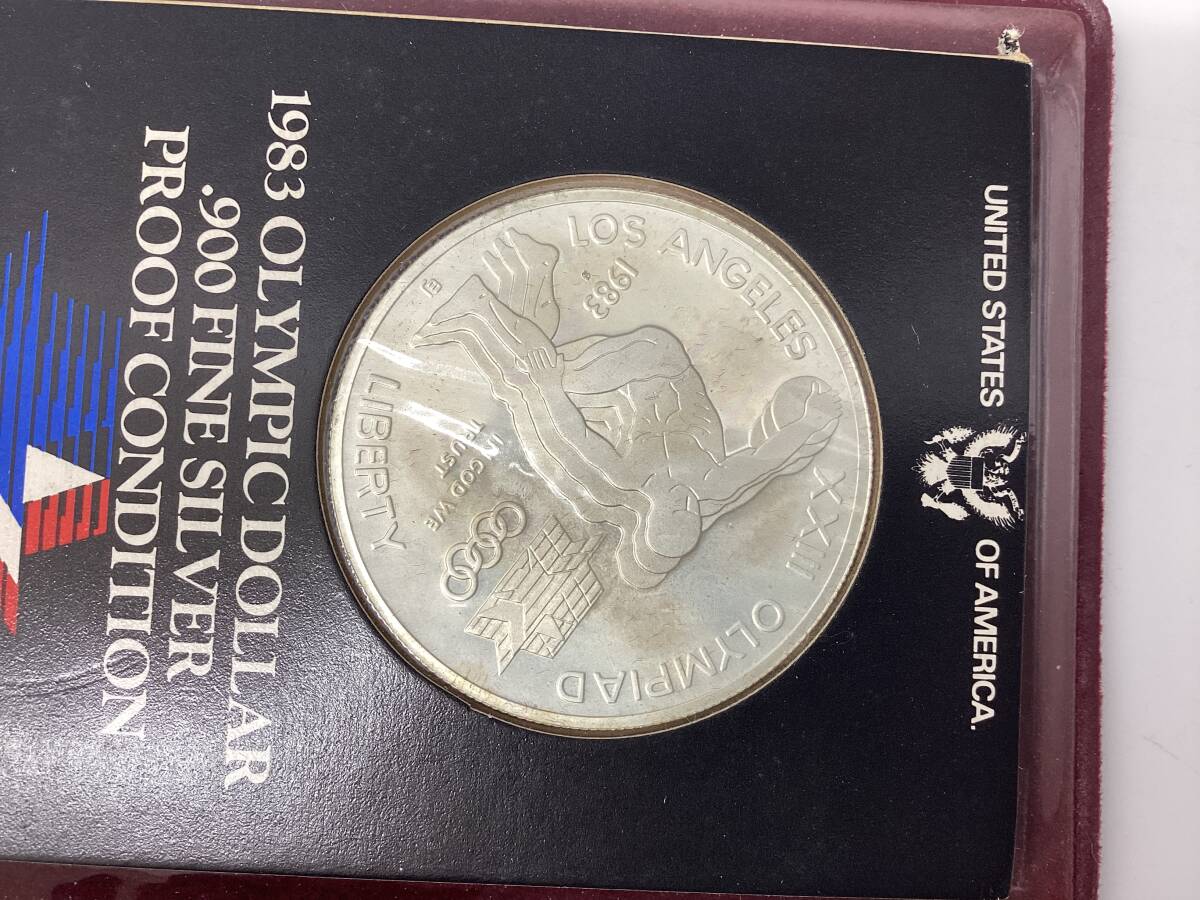 UNITED STATES OF AMERICA.
LOS ANGELES XXIII OLYMPIAD
1983
IN GOD WE
TRUST
LIBERTY
1983 OLYMPIC DOLLAR
.900 FINE SILVER
PROOF CONDITION